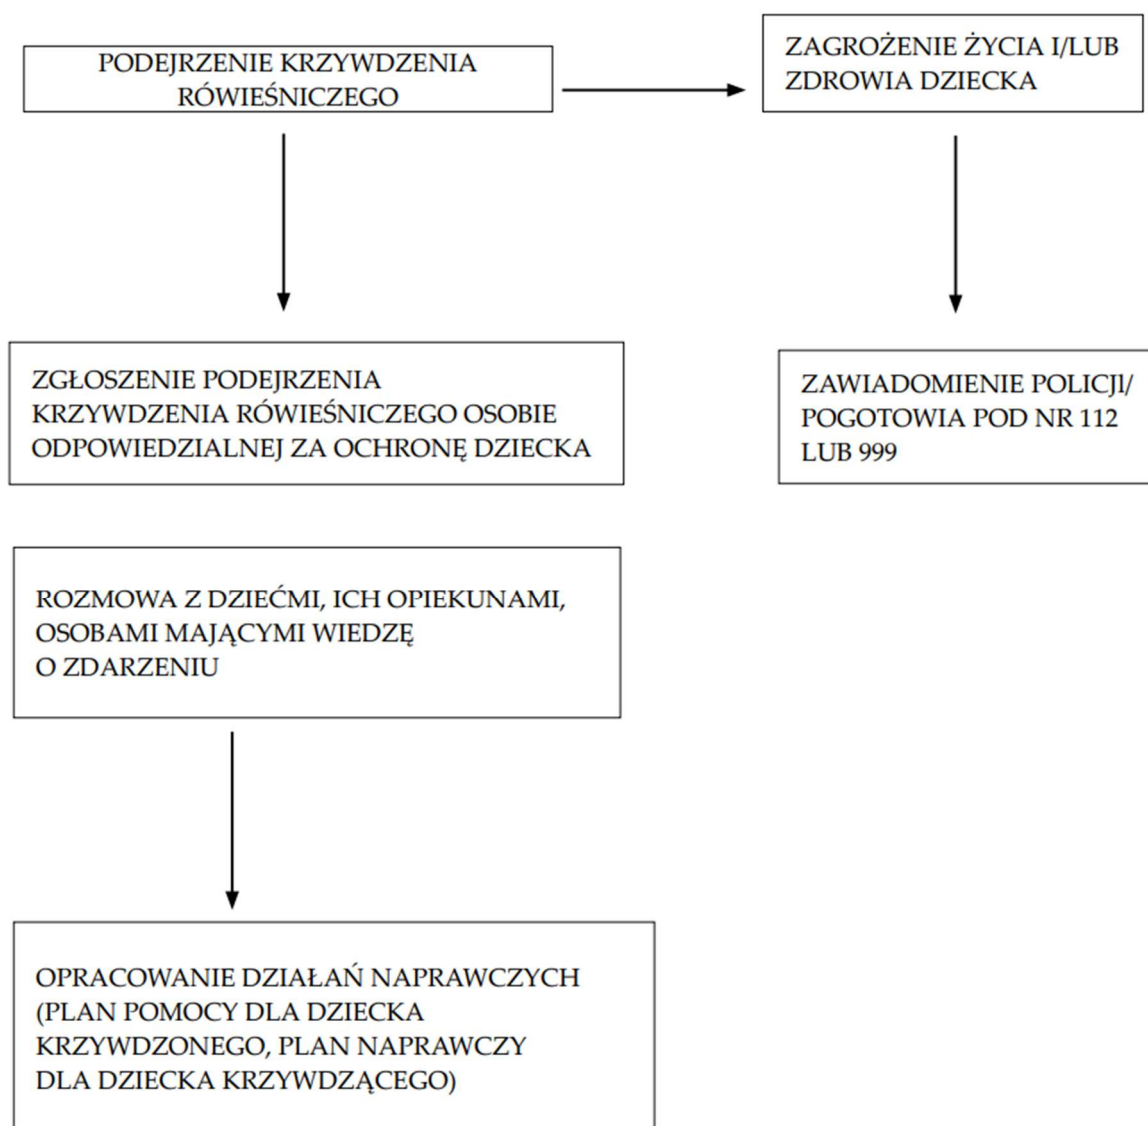 PODEJRZENIE KRZYWDZENIA
RÓWIEŚNICZEGO
ZAGROŻENIE ŻYCIA I/LUB
ZDROWIA DZIECKA
ZGŁOSZENIE PODEJRZENIA
KRZYWDZENIA RÓWIEŚNICZEGO OSOBIE
ODPOWIEDZIALNEJ ZA OCHRONĘ DZIECKA
ZAWIADOMIENIE POLICJI/
POGOTOWIA POD NR 112
LUB 999
ROZMOWA Z DZIEĆMI, ICH OPIEKUNAMI,
OSOBAMI MAJĄCYMI WIEDZĘ
O ZDARZENIU
OPRACOWANIE DZIAŁAŃ NAPRAWCZYCH
(PLAN POMOCY DLA DZIECKA
KRZYWDZONEGO, PLAN NAPRAWCZY
DLA DZIECKA KRZYWDZĄCEGO)